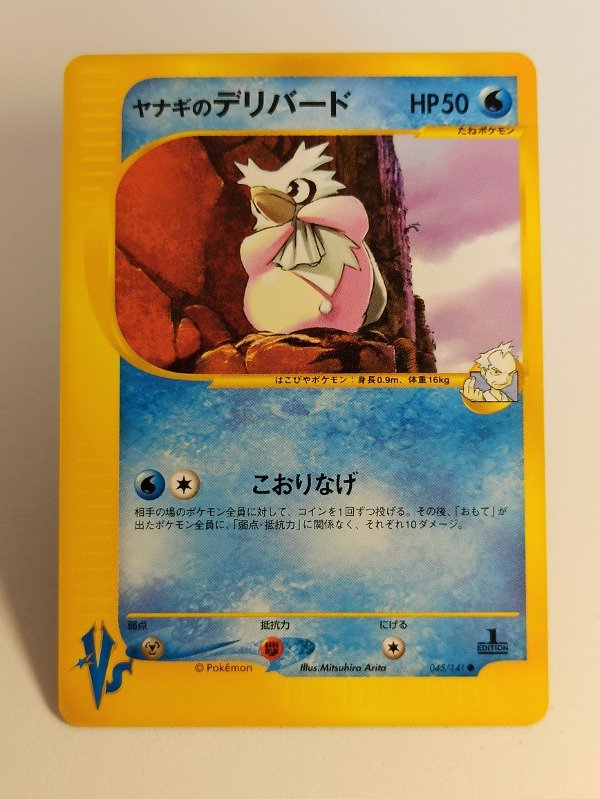 ヤナギのデリバード HP50
たねポケモン
はこびやポケモン：身長0.9m、体重16kg
こおりなげ
相手の場のポケモン全員に対して、コインを1回ずつ投げる。その後、「おもて」が
出たポケモン全員に、「弱点・抵抗力」に関係なく、それぞれ10ダメージ。
弱点 抵抗力 にげる
1
EDITION
VS
© Pokémon Illus.Mitsuhiro Arita 045/141